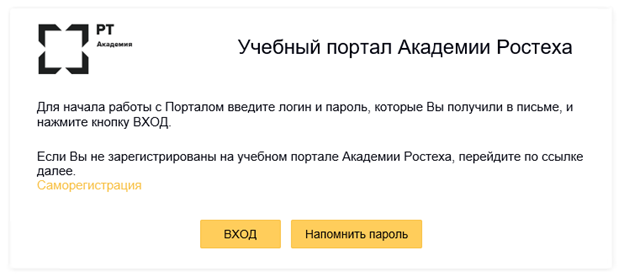 РТ
Академия
Учебный портал Академии Ростеха
Для начала работы с Порталом введите логин и пароль, которые Вы получили в письме, и
нажмите кнопку ВХОД.
Если Вы не зарегистрированы на учебном портале Академии Ростеха, перейдите по ссылке
далее.
Саморегистрация
ВХОД
Напомнить пароль